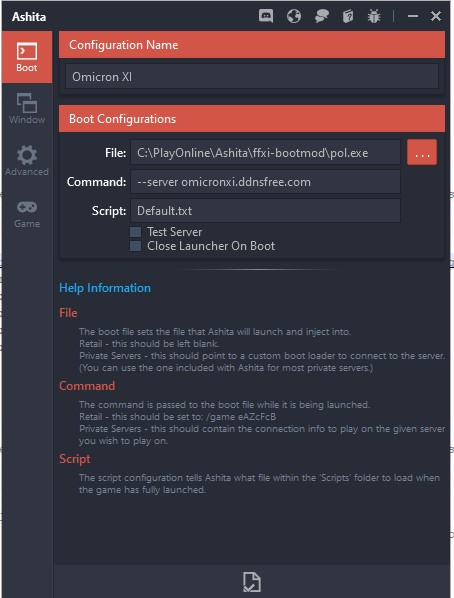 Ashita
Configuration Name
Boot
Omicron XI
Window
Boot Configurations
File: C:\PlayOnline\Ashita\ffxi-bootmod\pol.exe ...
Advanced
Command: --server omicronxi.ddnsfree.com
Script: Default.txt
Game
Test Server
Close Launcher On Boot
Help Information
File
The boot file sets the file that Ashita will launch and inject into.
Retail - this should be left blank.
Private Servers - this should point to a custom boot loader to connect to the server.
(You can use the one included with Ashita for most private servers.)
Command
The command is passed to the boot file while it is being launched.
Retail - this should be set to: /game eAZcFcB
Private Servers - this should contain the connection info to play on the given server
you wish to play on.
Script
The script configuration tells Ashita what file within the 'Scripts' folder to load when
the game has fully launched.